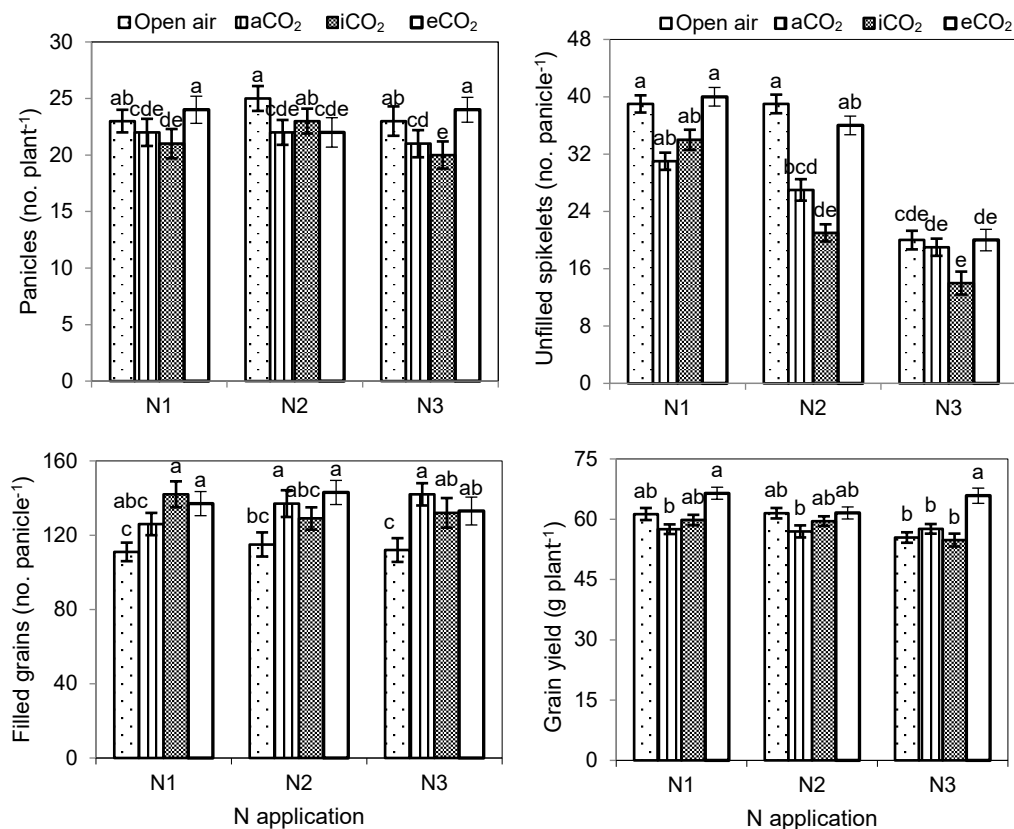 Open air aCO₂ iCO₂ eCO₂
Panicles (no. plant⁻¹)
30
25
20
15
10
5
0
ab cde de a
a cde ab cde
ab cd e a
N1 N2 N3
Open air aCO₂ iCO₂ eCO₂
Unfilled spikelets (no. panicle⁻¹)
48
40
32
24
16
8
0
a ab ab a
a bcd de ab
cde de e de
N1 N2 N3
Filled grains (no. panicle⁻¹)
160
120
80
40
0
c abc a a
bc a abc a
c a ab ab
N1 N2 N3
N application
Grain yield (g plant⁻¹)
75
60
45
30
15
0
ab b ab a
ab b ab ab
b b b a
N1 N2 N3
N application